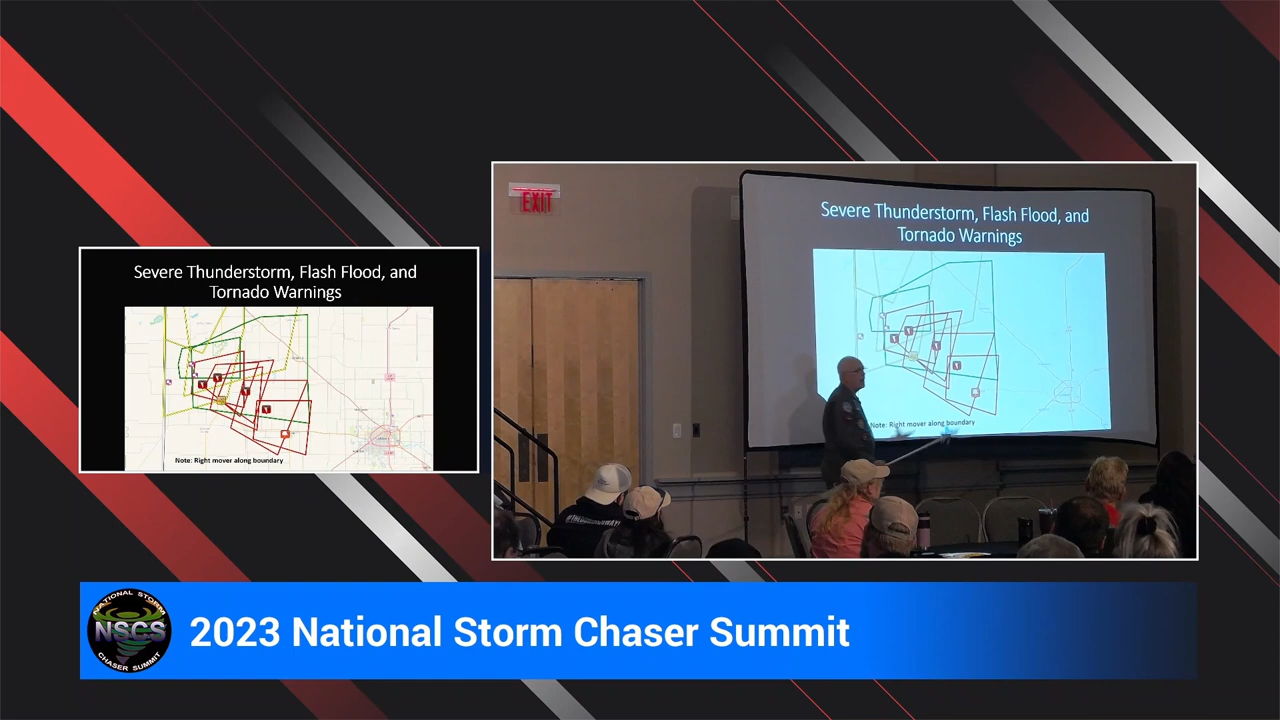 Severe Thunderstorm, Flash Flood, and
Tornado Warnings
Note: Right mover along boundary
EXIT
Severe Thunderstorm, Flash Flood, and
Tornado Warnings
Note: Right mover along boundary
NATIONAL STORM
NSCS
CHASER SUMMIT
2023 National Storm Chaser Summit